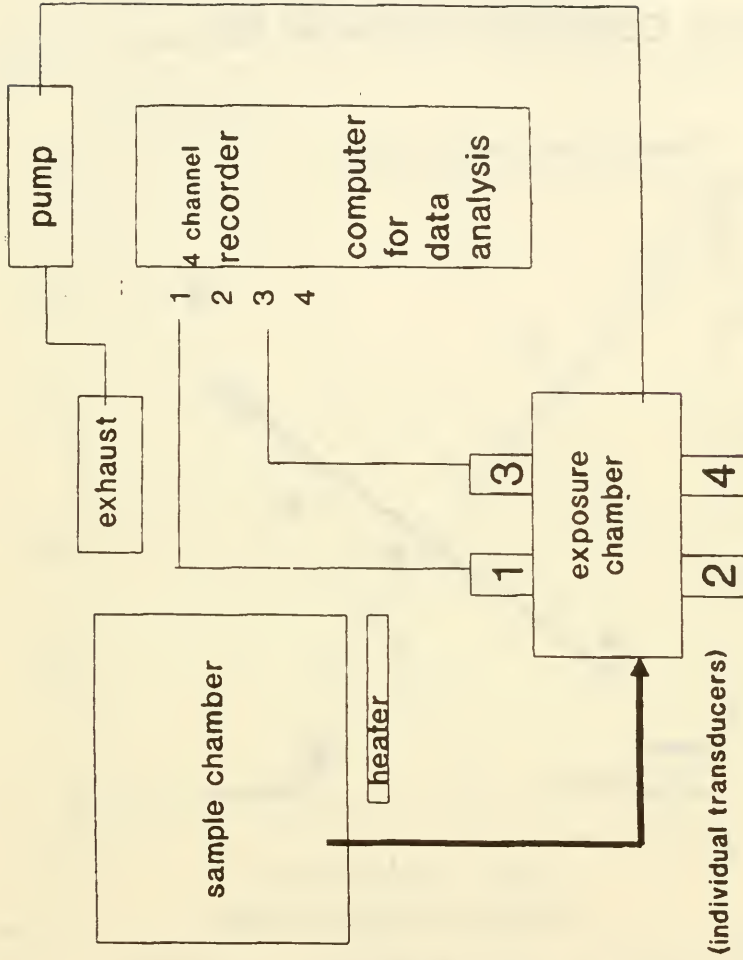 sample chamber
heater
exhaust
pump
1
2
3
4
4 channel
recorder
computer
for
data
analysis
1
3
exposure
chamber
2
4
(individual transducers)